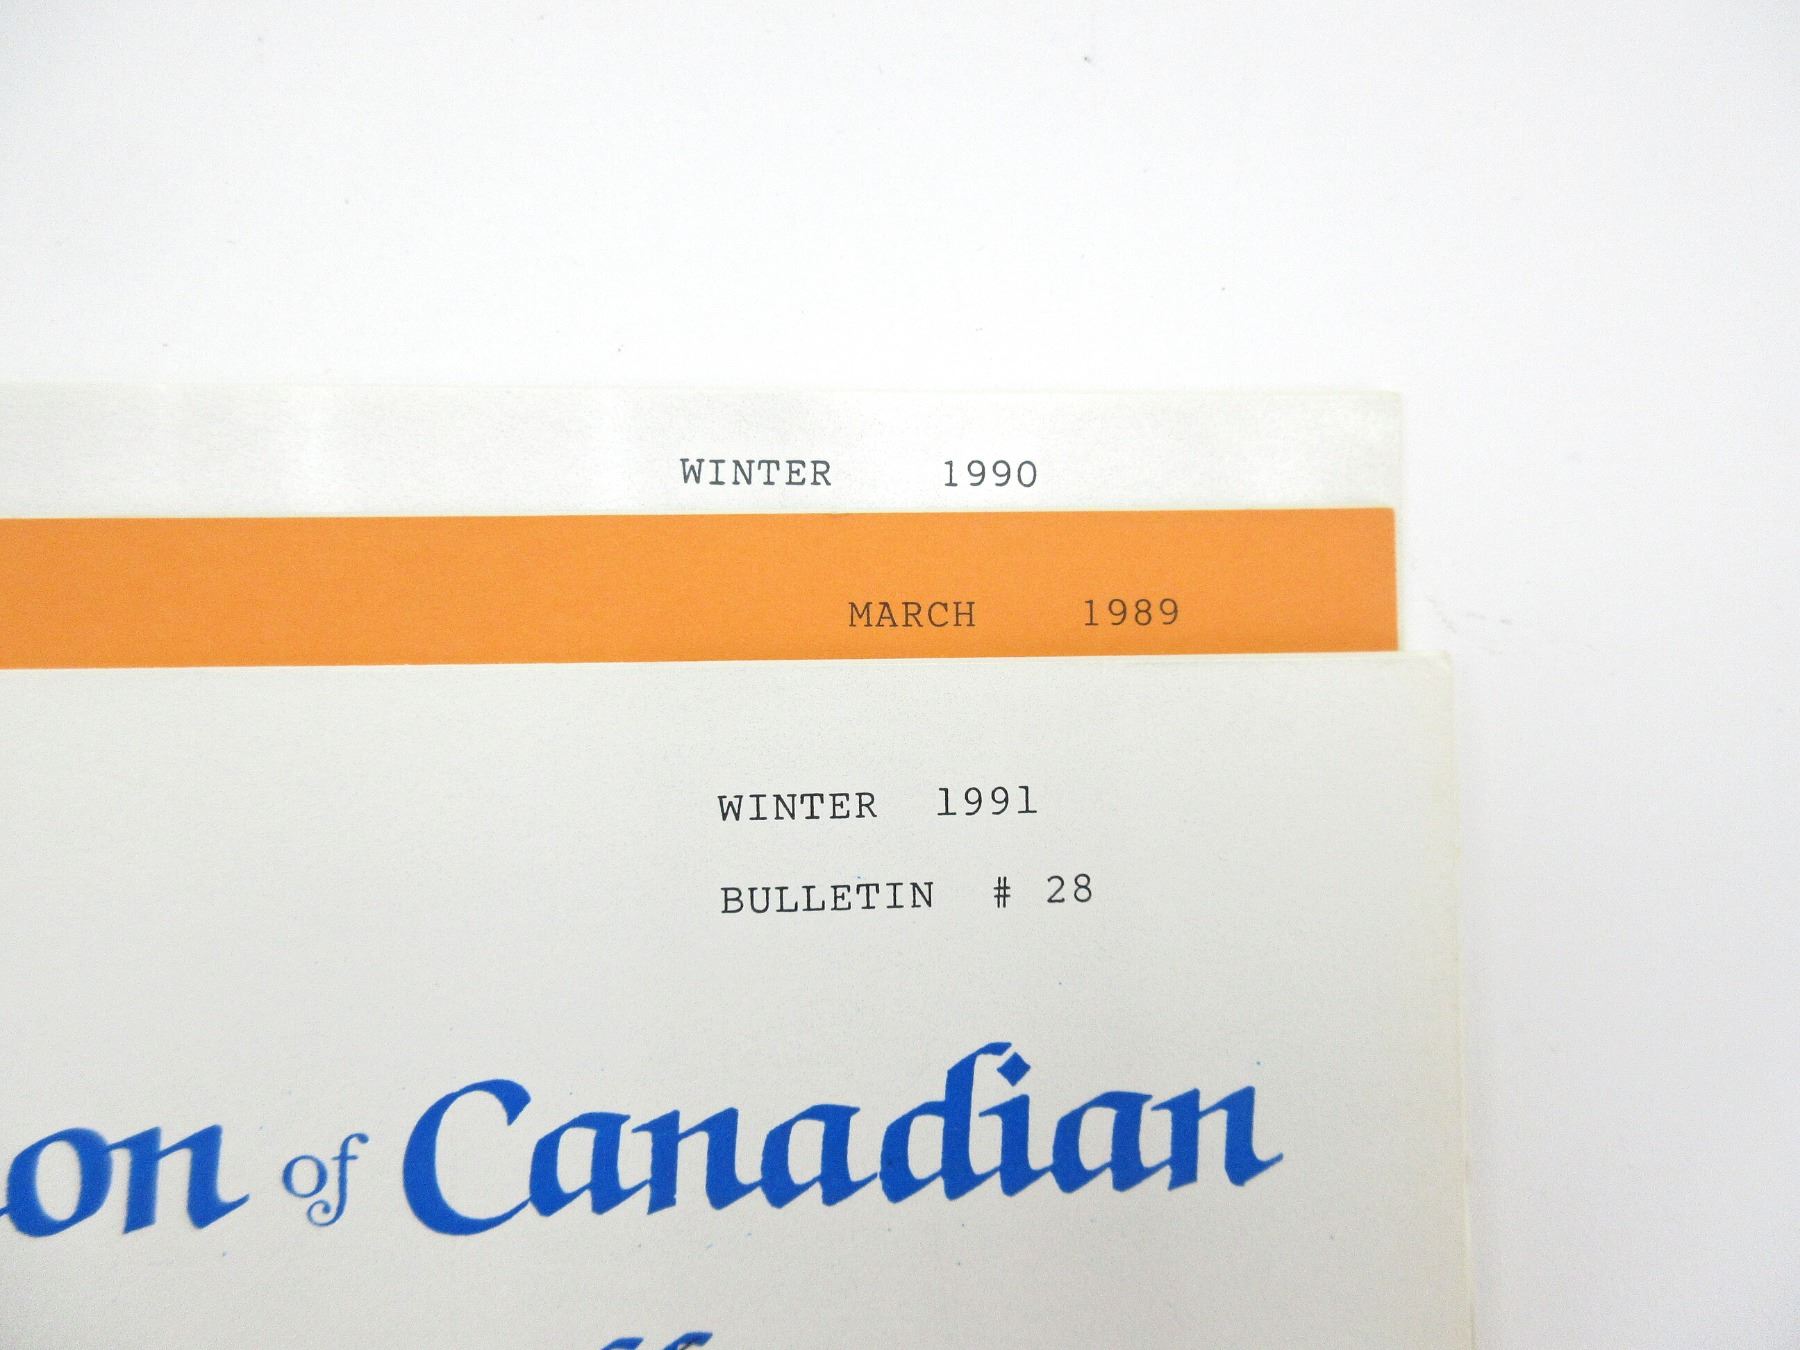 WINTER 1990
MARCH 1989
WINTER 1991
BULLETIN # 28
on of Canadian